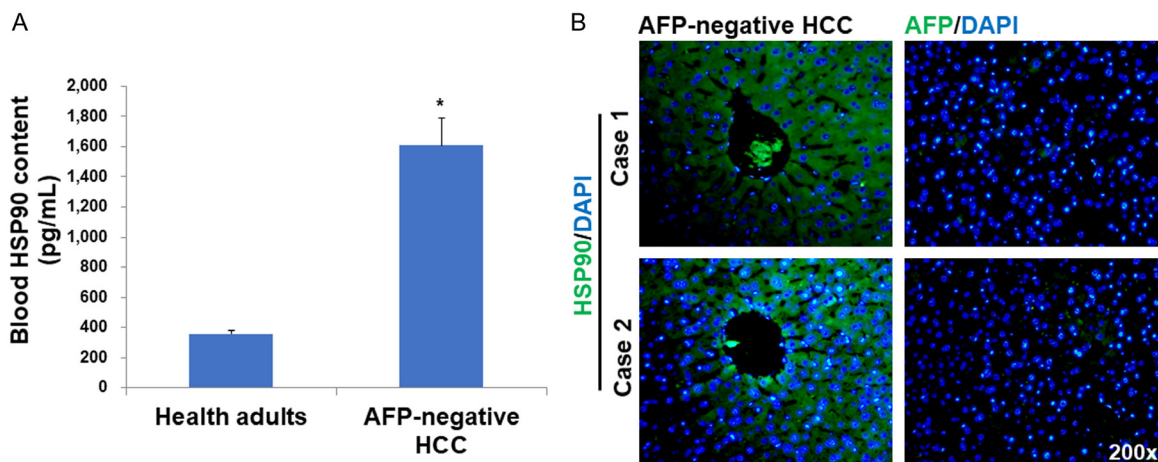 A
Blood HSP90 content
(pg/mL)
2,000
1,800
1,600
1,400
1,200
1,000
800
600
400
200
0
*
Health adults
AFP-negative
HCC
B
AFP-negative HCC
AFP/DAPI
HSP90/DAPI
Case 1
Case 2
200x